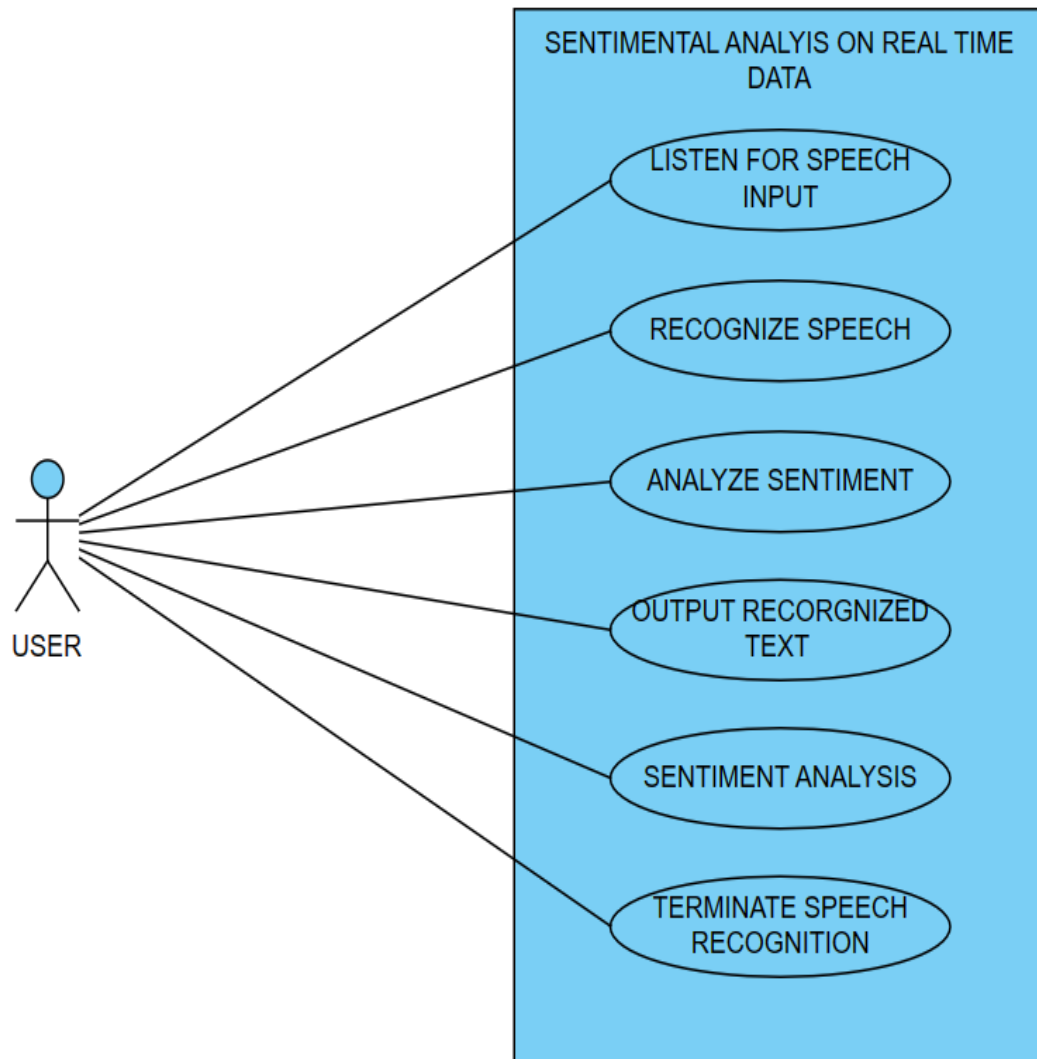 SENTIMENTAL ANALYIS ON REAL TIME
DATA
LISTEN FOR SPEECH
INPUT
RECOGNIZE SPEECH
ANALYZE SENTIMENT
OUTPUT RECORGNIZED
TEXT
USER
SENTIMENT ANALYSIS
TERMINATE SPEECH
RECOGNITION